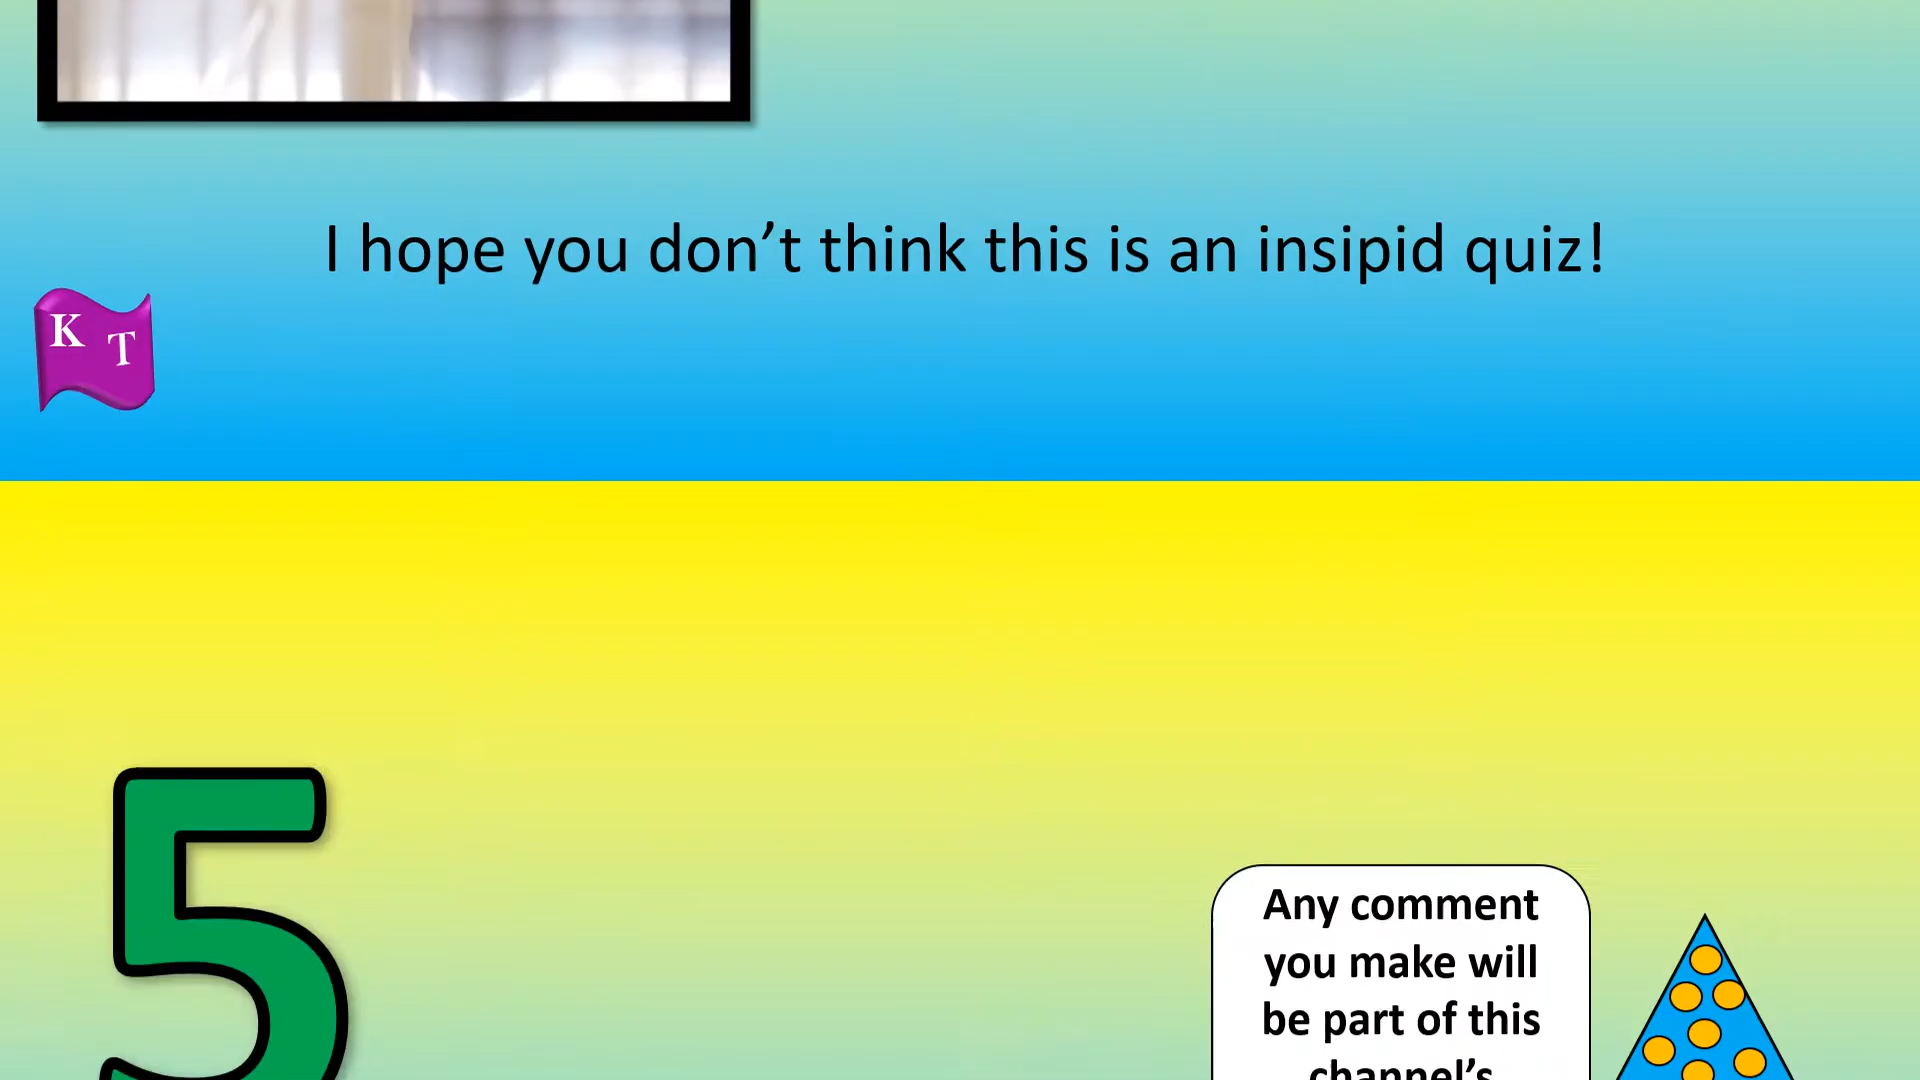 I hope you don’t think this is an insipid quiz!
K T
5
Any comment
you make will
be part of this
channel’s